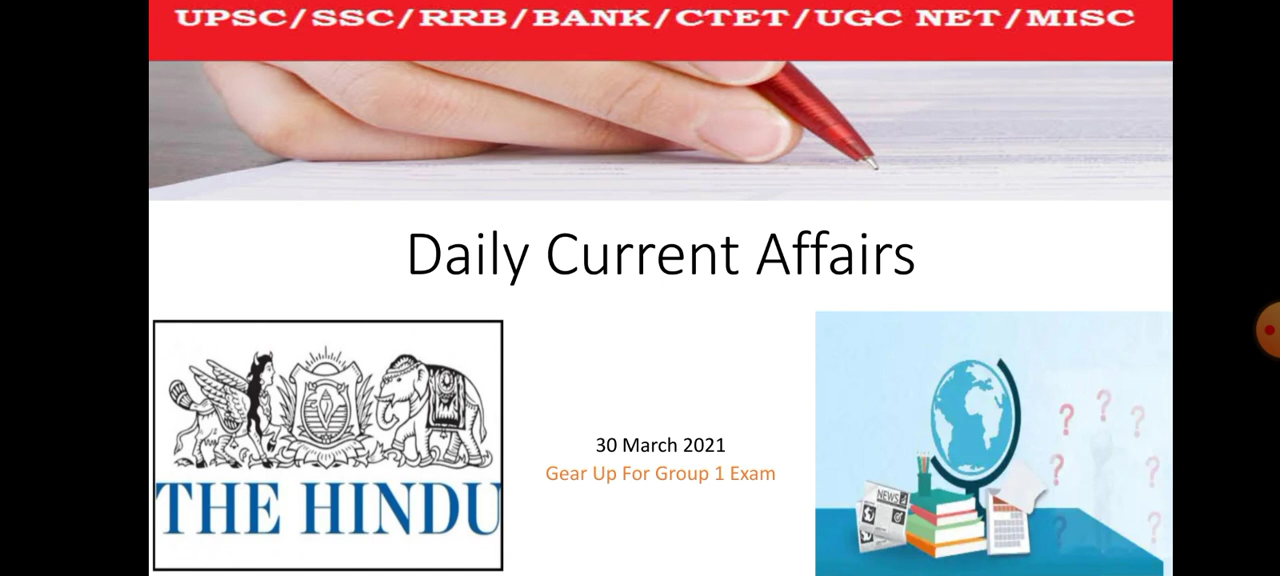 UPSC/SSC/RRB/BANK/CTET/UGC NET/MISC
Daily Current Affairs
THE HINDU
30 March 2021
Gear Up For Group 1 Exam
NEWS